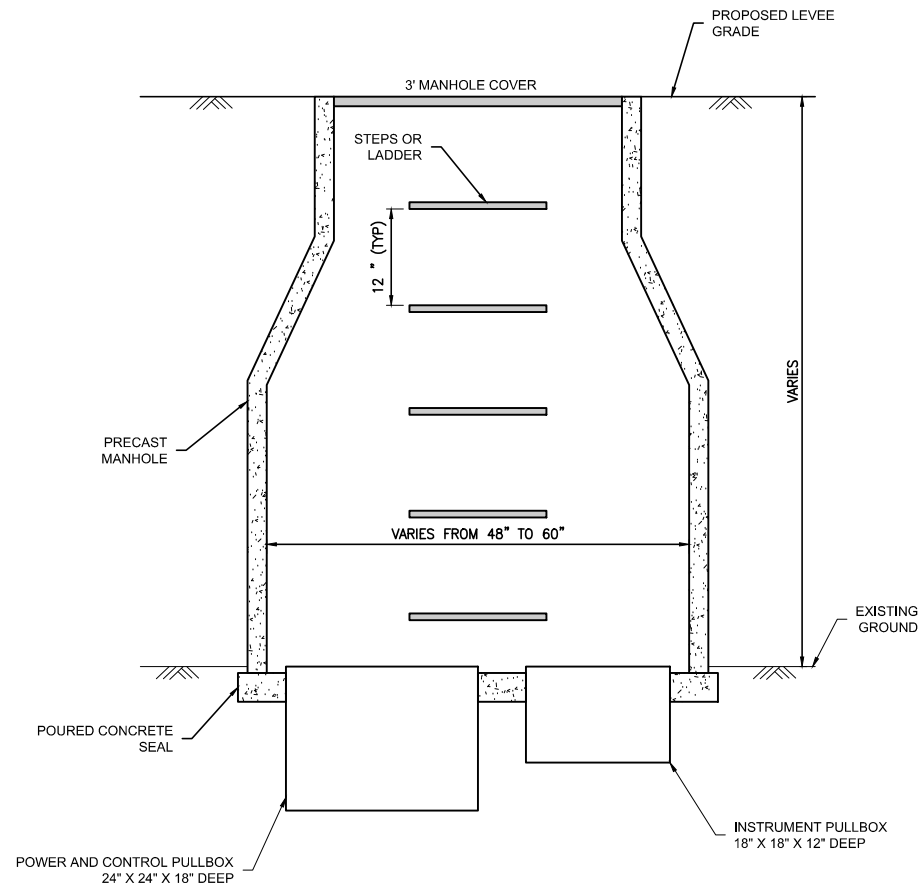 PROPOSED LEVEE
GRADE
3' MANHOLE COVER
STEPS OR
LADDER
12 " (TYP)
VARIES
PRECAST
MANHOLE
VARIES FROM 48" TO 60"
EXISTING
GROUND
POURED CONCRETE
SEAL
INSTRUMENT PULLBOX
18" X 18" X 12" DEEP
POWER AND CONTROL PULLBOX
24" X 24" X 18" DEEP